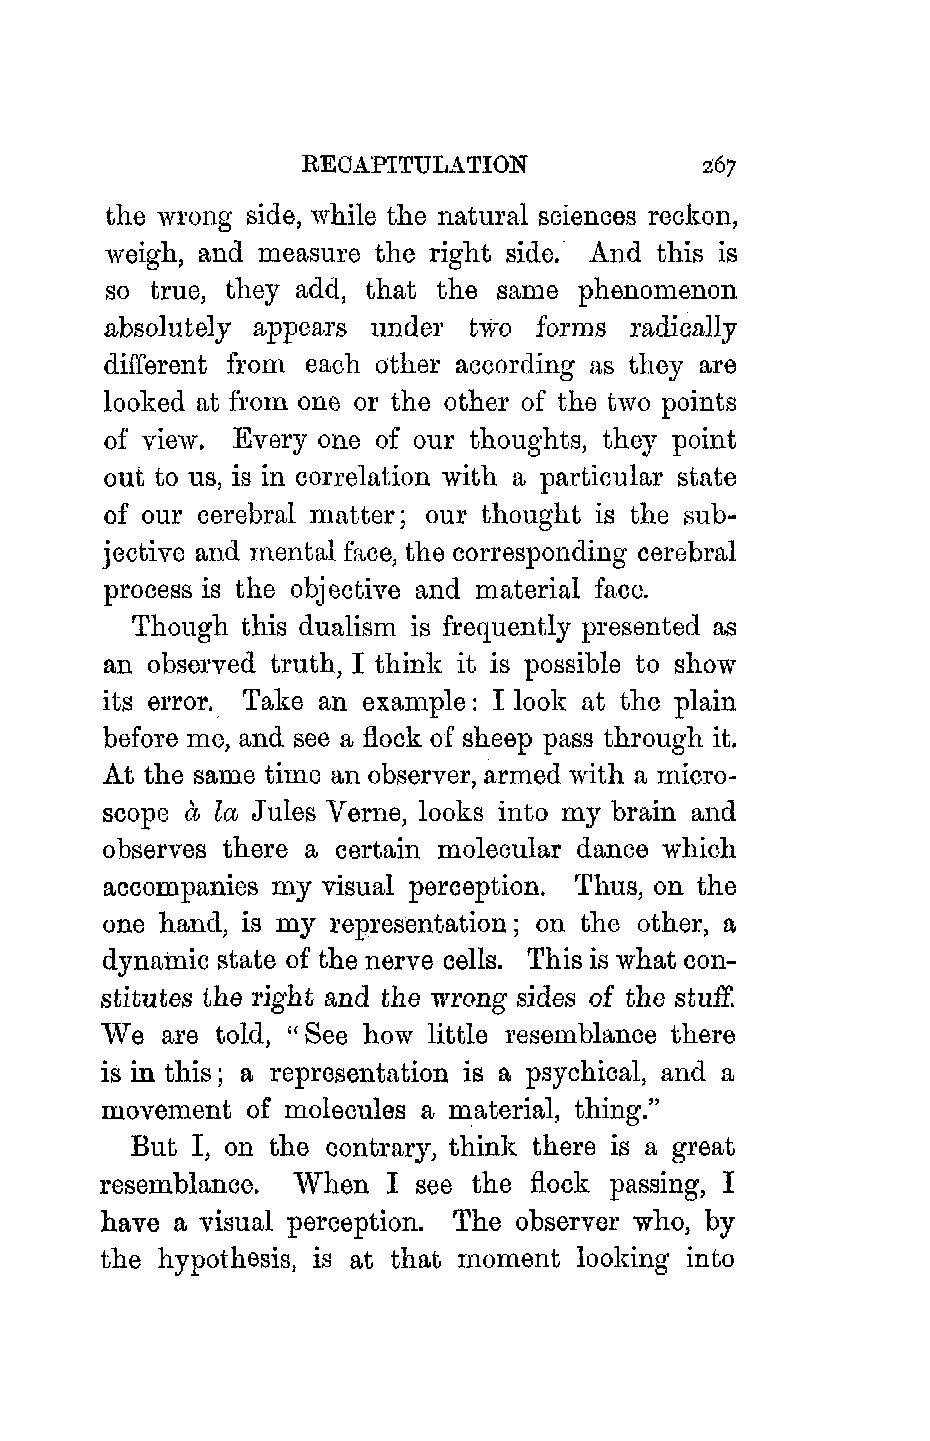 RECAPITULATION 267
the wrong side, while the natural sciences reckon,
weigh, and measure the right side. And this is
so true, they add, that the same phenomenon
absolutely appears under two forms radically
different from each other according as they are
looked at from one or the other of the two points
of view. Every one of our thoughts, they point
out to us, is in correlation with a particular state
of our cerebral matter; our thought is the sub-
jective and mental face, the corresponding cerebral
process is the objective and material face.
Though this dualism is frequently presented as
an observed truth, I think it is possible to show
its error. Take an example: I look at the plain
before me, and see a flock of sheep pass through it.
At the same time an observer, armed with a micro-
scope à la Jules Verne, looks into my brain and
observes there a certain molecular dance which
accompanies my visual perception. Thus, on the
one hand, is my representation; on the other, a
dynamic state of the nerve cells. This is what con-
stitutes the right and the wrong sides of the stuff.
We are told, "See how little resemblance there
is in this; a representation is a psychical, and a
movement of molecules a material, thing."
But I, on the contrary, think there is a great
resemblance. When I see the flock passing, I
have a visual perception. The observer who, by
the hypothesis, is at that moment looking into